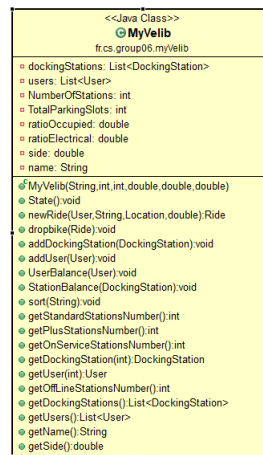 <<Java Class>>
MyVelib
fr.cs.group06.myVelib
dockingStations: List<DockingStation>
users: List<User>
NumberOfStations: int
TotalParkingSlots: int
ratioOccupied: double
ratioElectrical: double
side: double
name: String
MyVelib(String,int,int,double,double,double)
State():void
newRide(User,String,Location,double):Ride
dropbike(Ride):void
addDockingStation(DockingStation):void
addUser(User):void
UserBalance(User):void
StationBalance(DockingStation):void
sort(String):void
getStandardStationsNumber():int
getPlusStationsNumber():int
getOnServiceStationsNumber():int
getDockingStation(int):DockingStation
getUser(int):User
getOffLineStationsNumber():int
getDockingStations():List<DockingStation>
getUsers():List<User>
getName():String
getSide():double